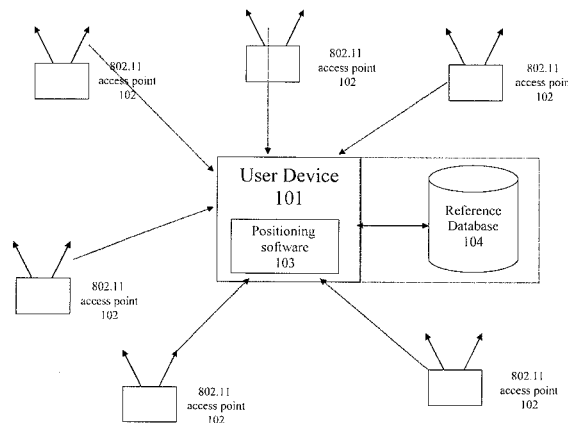 802.11
access point
102
802.11
access point
102
802.11
access point
102
User Device
101
Positioning
software
103
Reference
Database
104
802.11
access point
102
802.11
access point
102
802.11
access point
102